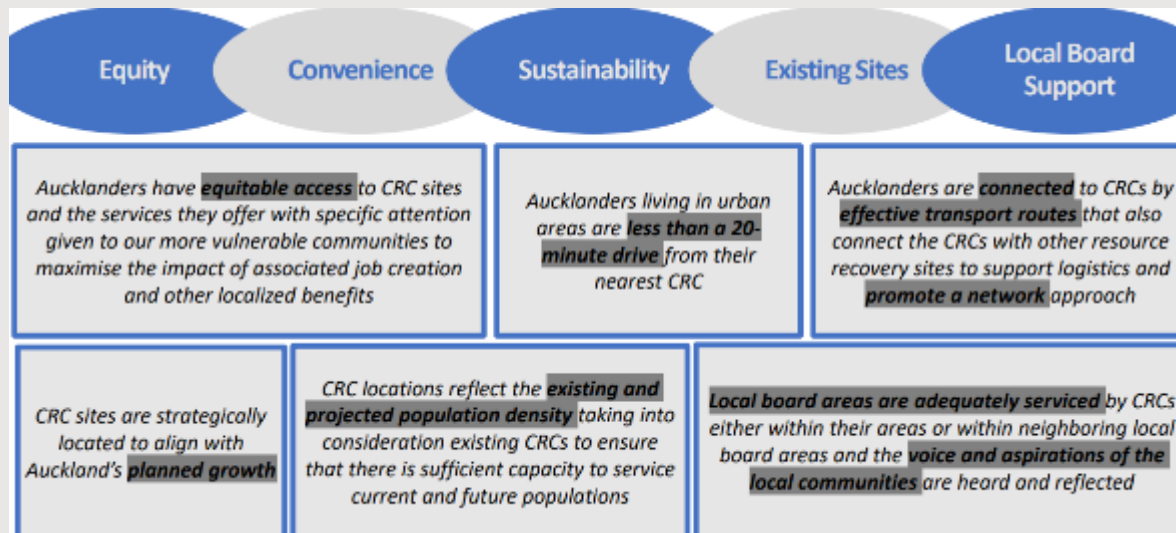 Equity
Convenience
Sustainability
Existing Sites
Local Board
Support
Aucklanders have equitable access to CRC sites
and the services they offer with specific attention
given to our more vulnerable communities to
maximise the impact of associated job creation
and other localized benefits
Aucklanders living in urban
areas are less than a 20-
minute drive from their
nearest CRC
Aucklanders are connected to CRCs by
effective transport routes that also
connect the CRCs with other resource
recovery sites to support logistics and
promote a network approach
CRC sites are strategically
located to align with
Auckland's planned growth
CRC locations reflect the existing and
projected population density taking into
consideration existing CRCs to ensure
that there is sufficient capacity to service
current and future populations
Local board areas are adequately serviced by CRCs
either within their areas or within neighboring local
board areas and the voice and aspirations of the
local communities are heard and reflected